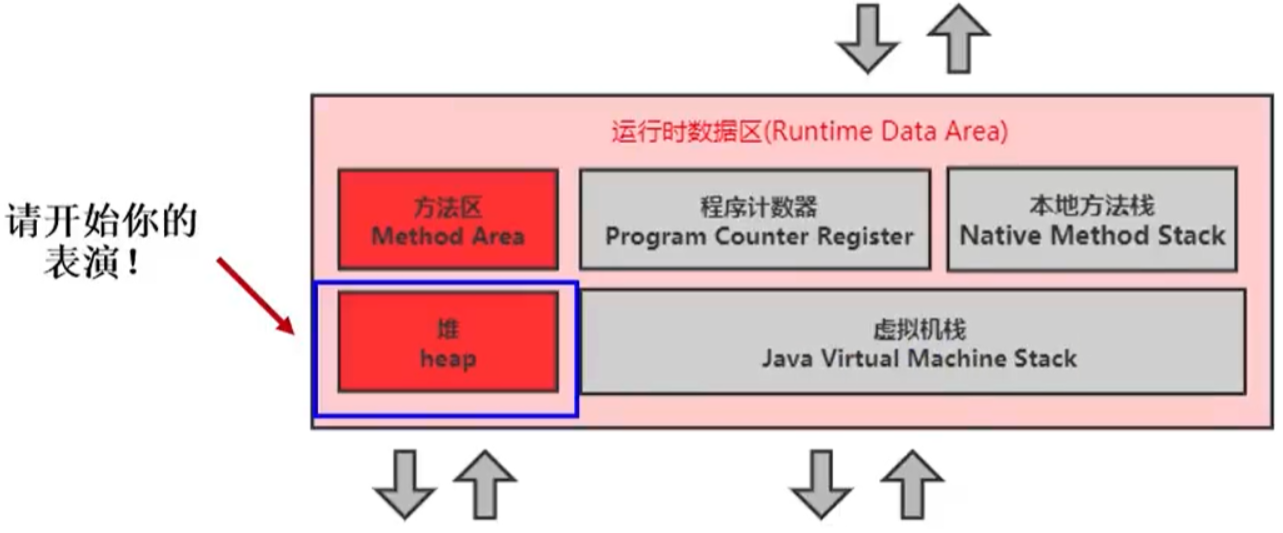 运行时数据区(Runtime Data Area)
方法区
Method Area
程序计数器
Program Counter Register
本地方法栈
Native Method Stack
请开始你的
表演！
堆
heap
虚拟机栈
Java Virtual Machine Stack